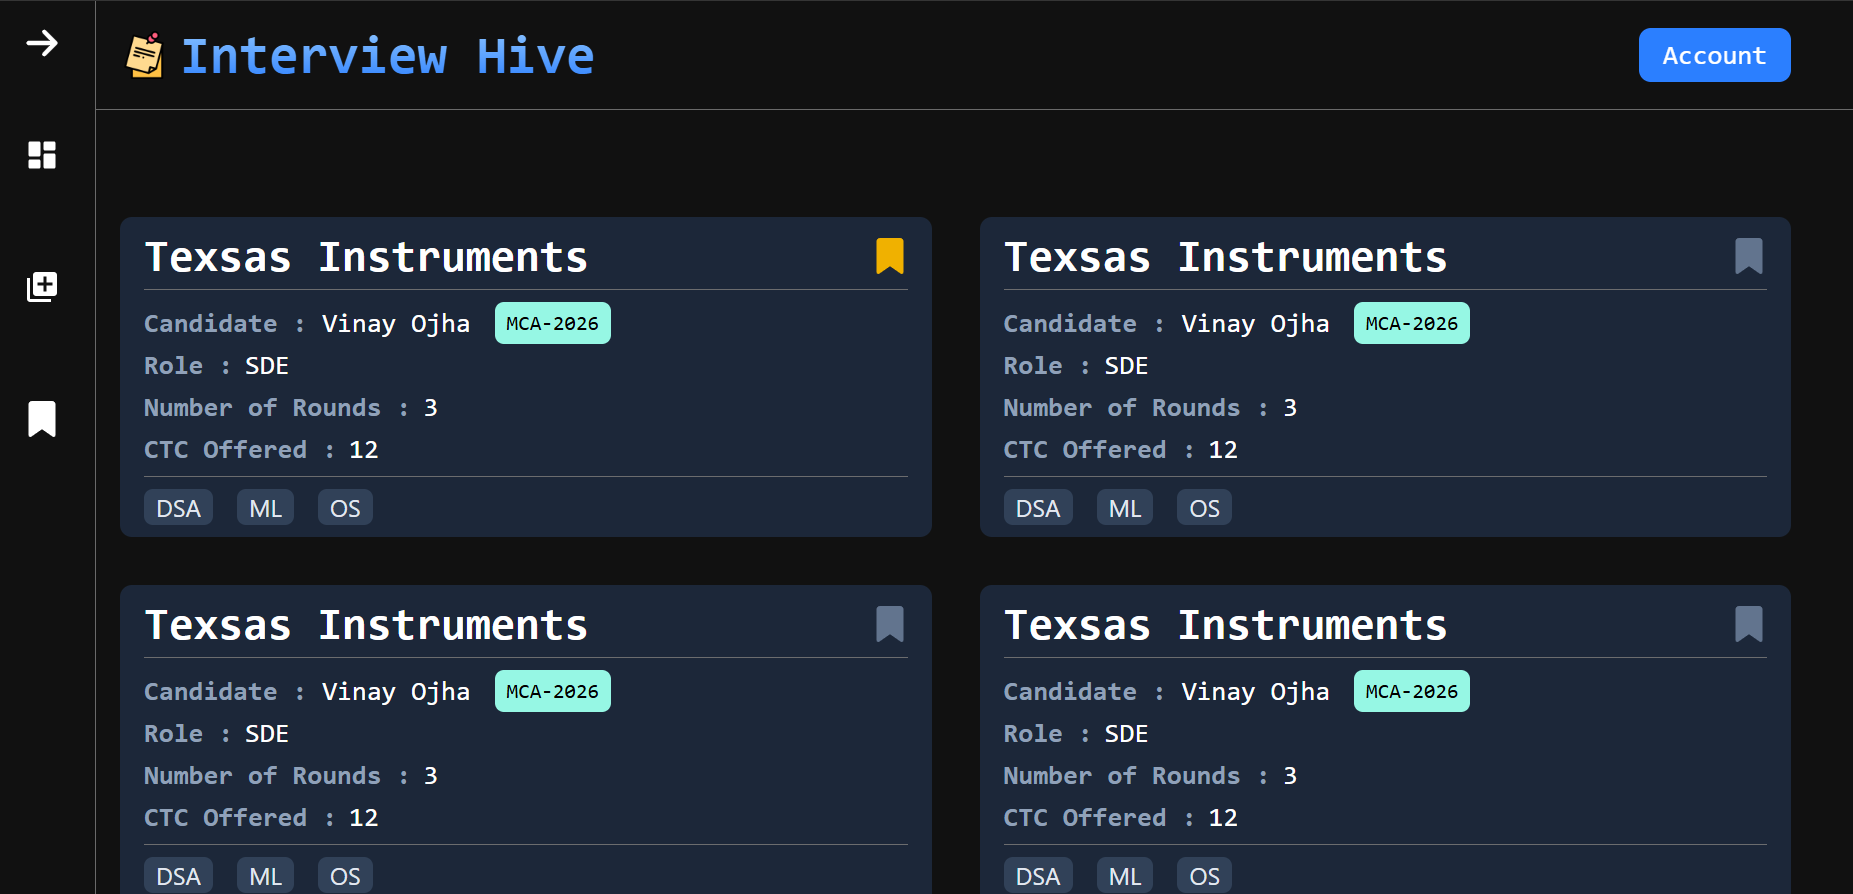 Interview Hive
Account
Texsas Instruments
Candidate : Vinay Ojha MCA-2026
Role : SDE
Number of Rounds : 3
CTC Offered : 12
DSA ML OS
Texsas Instruments
Candidate : Vinay Ojha MCA-2026
Role : SDE
Number of Rounds : 3
CTC Offered : 12
DSA ML OS
Texsas Instruments
Candidate : Vinay Ojha MCA-2026
Role : SDE
Number of Rounds : 3
CTC Offered : 12
DSA ML OS
Texsas Instruments
Candidate : Vinay Ojha MCA-2026
Role : SDE
Number of Rounds : 3
CTC Offered : 12
DSA ML OS